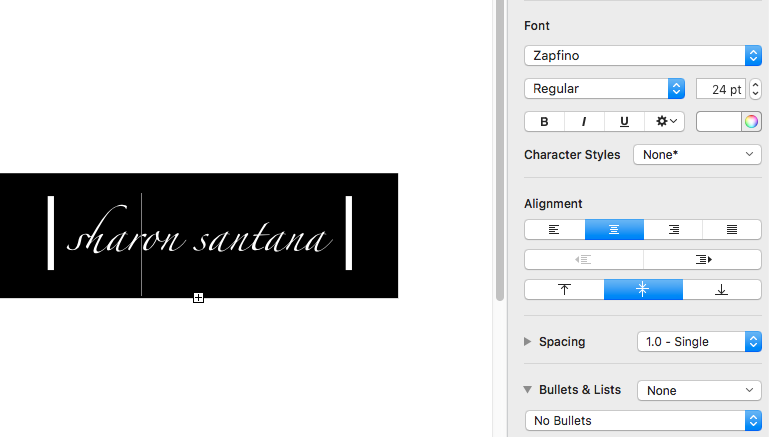 Font
Zapfino
Regular 24 pt
B I U
Character Styles None*
sharon santana
Alignment
Spacing 1.0 - Single
Bullets & Lists None
No Bullets